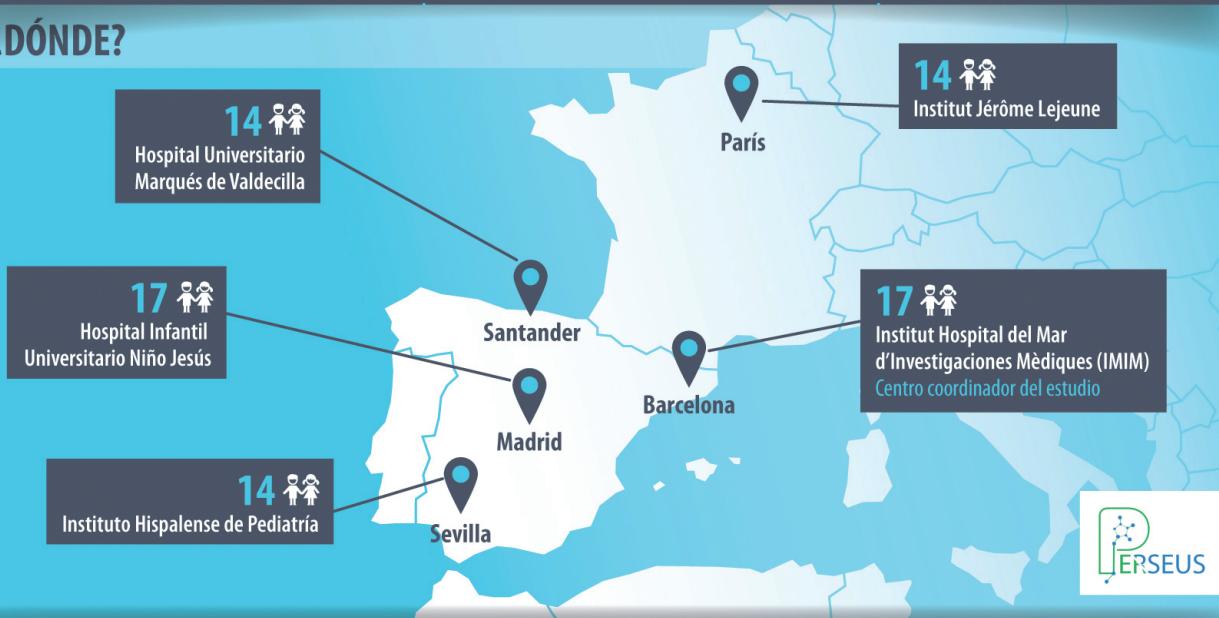 ¿DÓNDE?
14
Hospital Universitario
Marqués de Valdecilla
14
Institut Jérôme Lejeune
París
17
Hospital Infantil
Universitario Niño Jesús
Santander
17
Institut Hospital del Mar
d'Investigaciones Mèdiques (IMIM)
Centro coordinador del estudio
Barcelona
Madrid
14
Instituto Hispalense de Pediatría
Sevilla
PERSEUS